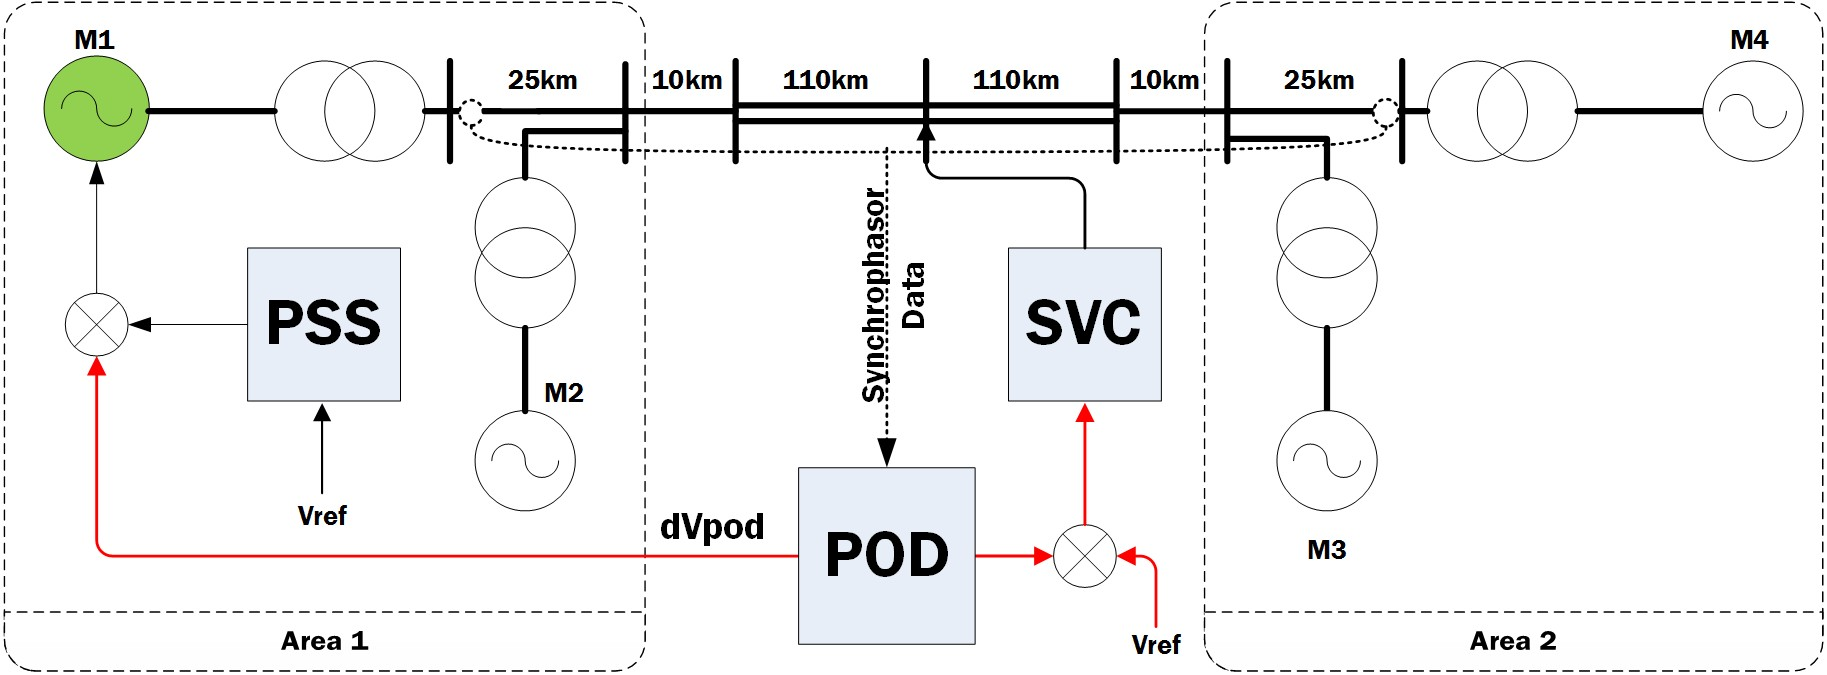 M1
M4
25km
10km
110km
110km
10km
25km
Synchrophasor
Data
PSS
SVC
M2
Vref
dVpod
POD
M3
Vref
Area 1
Area 2